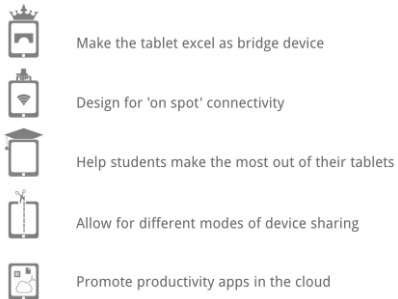 Make the tablet excel as bridge device
Design for 'on spot' connectivity
Help students make the most out of their tablets
Allow for different modes of device sharing
Promote productivity apps in the cloud